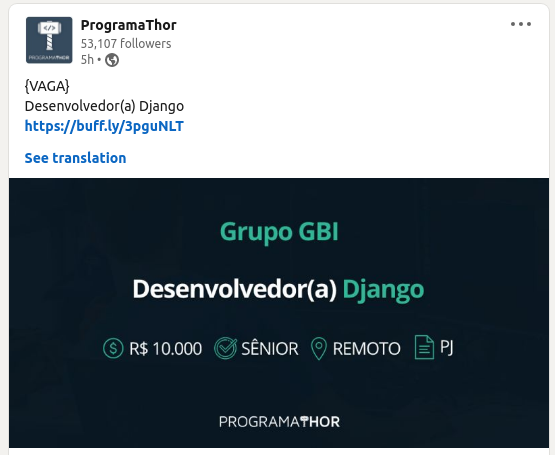 ProgramaThor
53,107 followers
5h •
{VAGA}
Desenvolvedor(a) Django
https://buff.ly/3pguNLT
See translation
Grupo GBI
Desenvolvedor(a) Django
R$ 10.000 SÊNIOR REMOTO PJ
PROGRAMATHOR